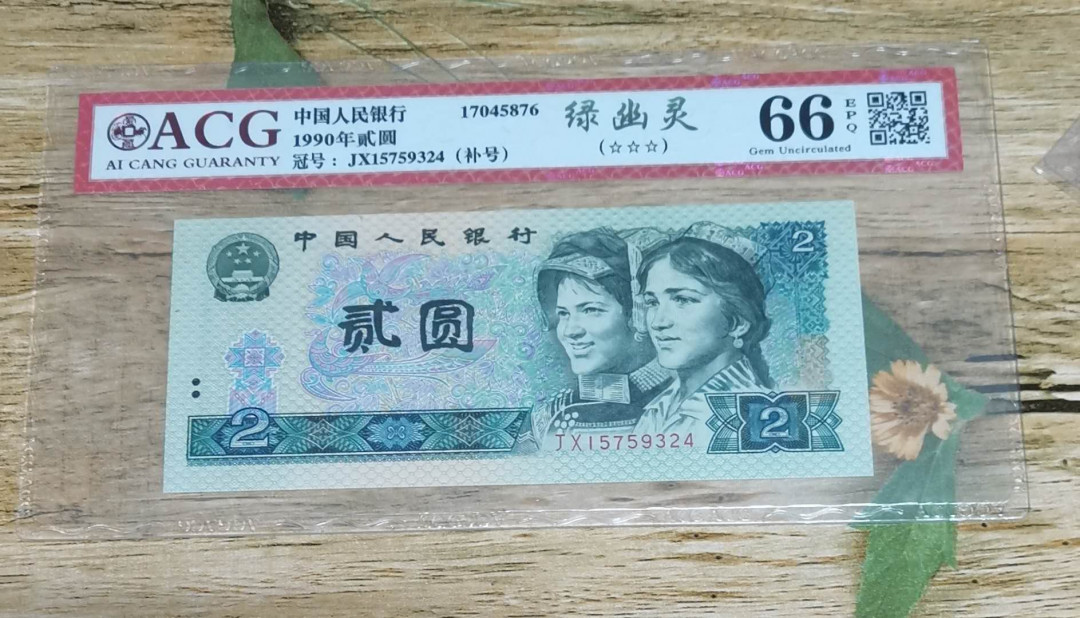 ACG
AI CANG GUARANTY
中国人民银行 17045876
1990年贰圆
冠号：JX15759324（补号）
绿幽灵
(☆☆☆)
66 EPQ
Gem Uncirculated
中国人民银行
2
贰圆
2
JX15759324
2